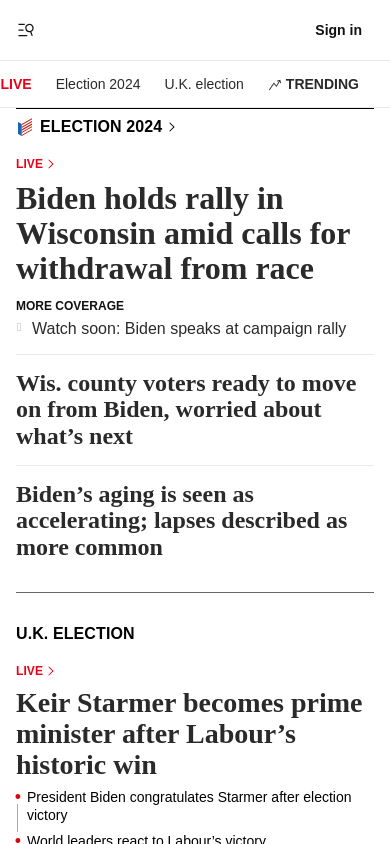 Sign in
LIVE Election 2024 U.K. election TRENDING
ELECTION 2024
LIVE
Biden holds rally in
Wisconsin amid calls for
withdrawal from race
MORE COVERAGE
Watch soon: Biden speaks at campaign rally
Wis. county voters ready to move
on from Biden, worried about
what’s next
Biden’s aging is seen as
accelerating; lapses described as
more common
U.K. ELECTION
LIVE
Keir Starmer becomes prime
minister after Labour’s
historic win
President Biden congratulates Starmer after election
victory
World leaders react to Labour’s victory